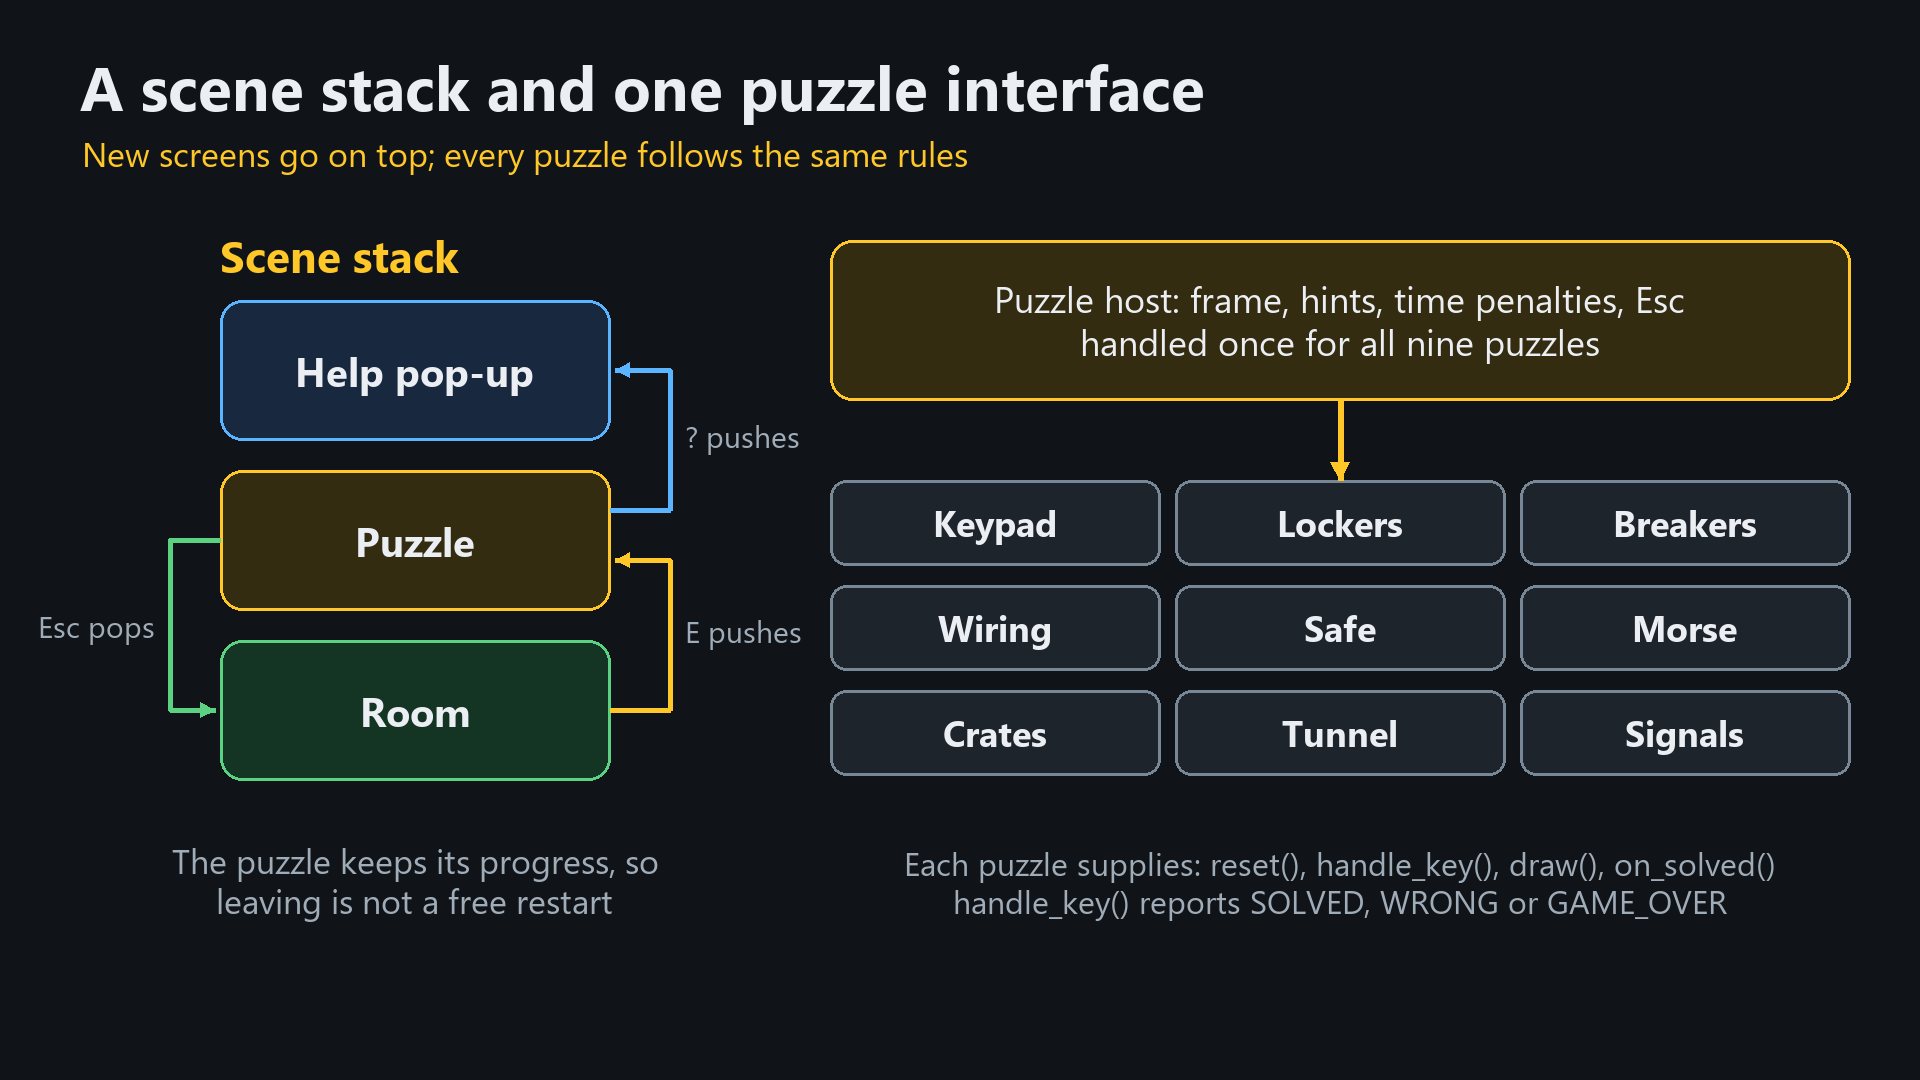 A scene stack and one puzzle interface
New screens go on top; every puzzle follows the same rules
Scene stack
Help pop-up
? pushes
Puzzle
Esc pops
E pushes
Room
The puzzle keeps its progress, so
leaving is not a free restart
Puzzle host: frame, hints, time penalties, Esc
handled once for all nine puzzles
Keypad
Lockers
Breakers
Wiring
Safe
Morse
Crates
Tunnel
Signals
Each puzzle supplies: reset(), handle_key(), draw(), on_solved()
handle_key() reports SOLVED, WRONG or GAME_OVER